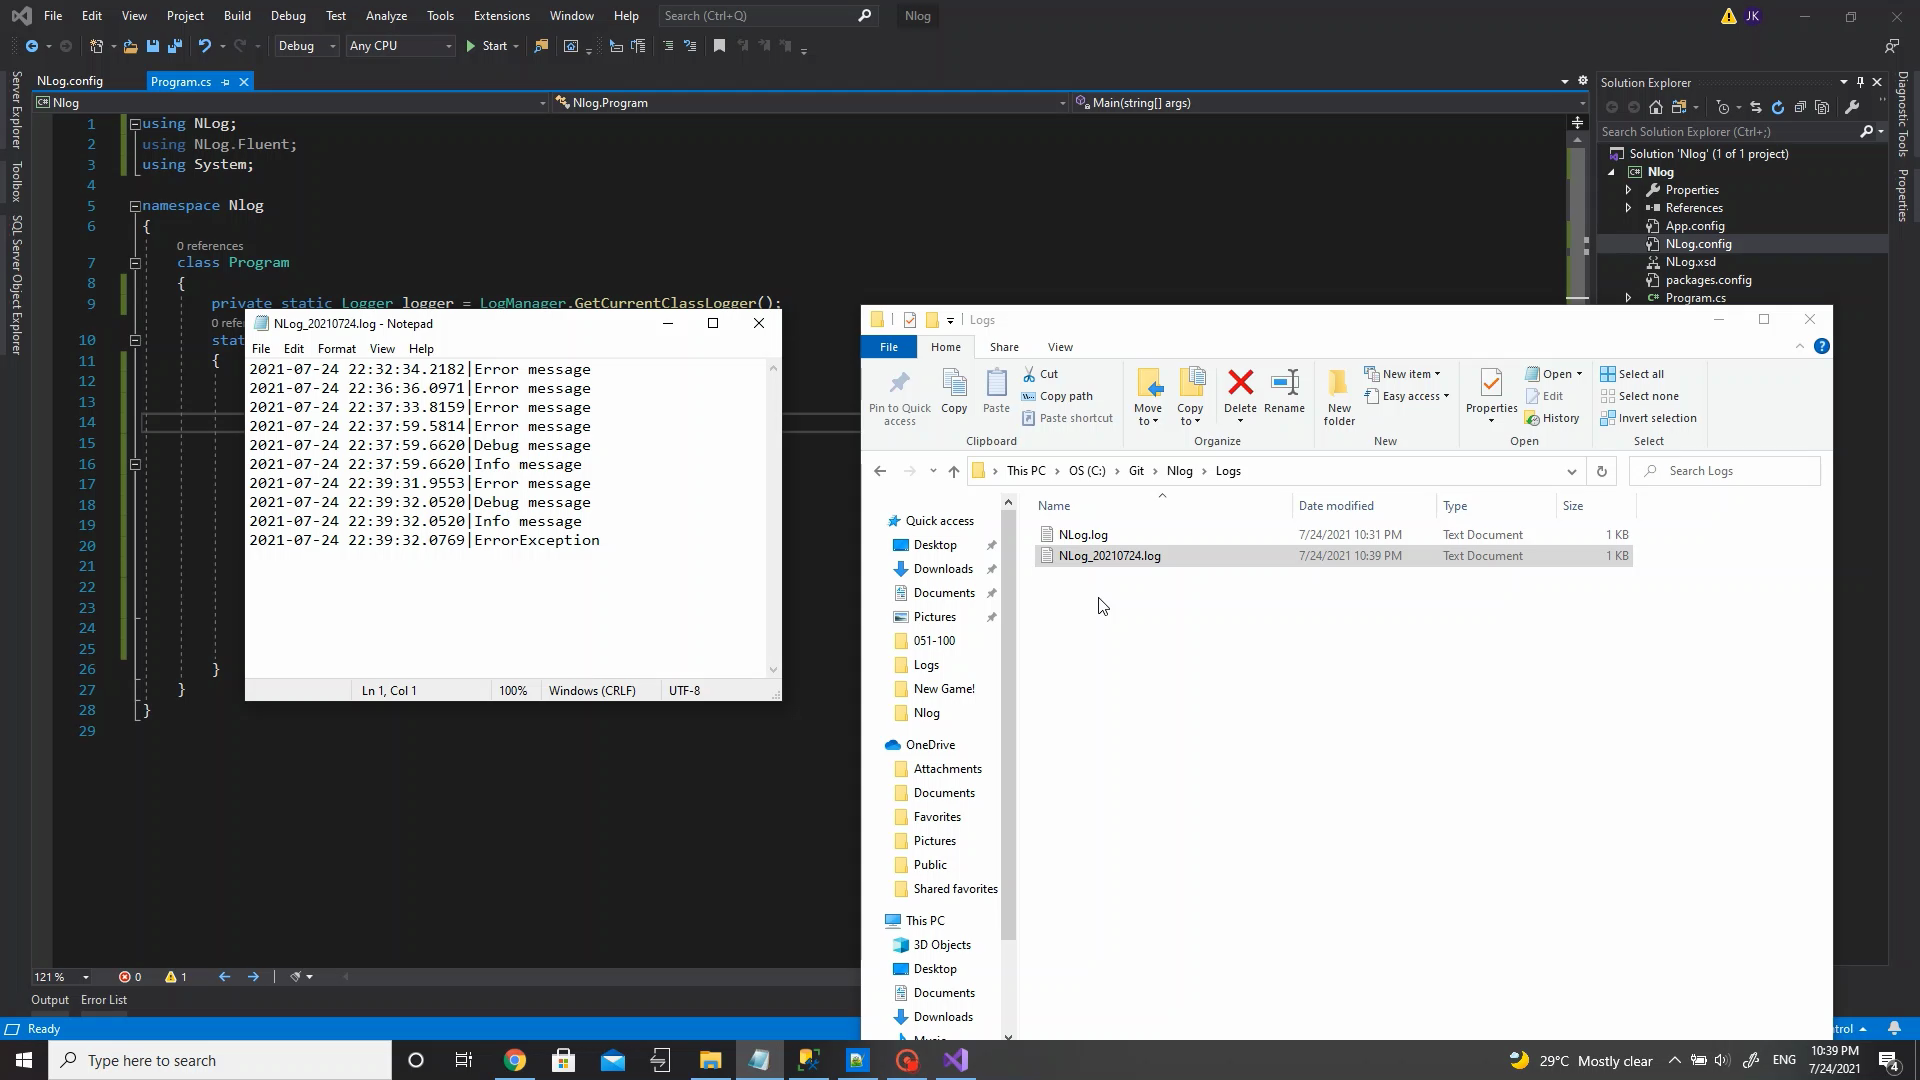 File Edit View Project Build Debug Test Analyze Tools Extensions Window Help Search (Ctrl+Q) Nlog JK
Debug Any CPU Start
NLog.config Program.cs
Nlog Nlog.Program Main(string[] args)
Server Explorer
Toolbox
SQL Server Object Explorer
1 using NLog;
2 using NLog.Fluent;
3 using System;
4
5 namespace Nlog
6 {
0 references
7 class Program
8 {
9 private static Logger logger = LogManager.GetCurrentClassLogger();
0 refe
10 stat
11 {
12
13
14
15
16
17
18
19
20
21
22
23
24
25
26 }
27 }
28 }
29
121 % 0 1
Output Error List
Ready
Solution Explorer
Search Solution Explorer (Ctrl+;)
Solution 'Nlog' (1 of 1 project)
Nlog
Properties
References
App.config
NLog.config
NLog.xsd
packages.config
Program.cs
Diagnostic Tools
Properties
NLog_20210724.log - Notepad
File Edit Format View Help
2021-07-24 22:32:34.2182|Error message
2021-07-24 22:36:36.0971|Error message
2021-07-24 22:37:33.8159|Error message
2021-07-24 22:37:59.5814|Error message
2021-07-24 22:37:59.6620|Debug message
2021-07-24 22:37:59.6620|Info message
2021-07-24 22:39:31.9553|Error message
2021-07-24 22:39:32.0520|Debug message
2021-07-24 22:39:32.0520|Info message
2021-07-24 22:39:32.0769|ErrorException
Ln 1, Col 1 100% Windows (CRLF) UTF-8
Logs
File Home Share View
Pin to Quick access
Copy
Paste
Cut
Copy path
Paste shortcut
Clipboard
Move to
Copy to
Delete
Rename
Organize
New folder
New item
Easy access
New
Properties
Open
Edit
History
Open
Select all
Select none
Invert selection
Select
This PC > OS (C:) > Git > Nlog > Logs
Search Logs
Name Date modified Type Size
NLog.log 7/24/2021 10:31 PM Text Document 1 KB
NLog_20210724.log 7/24/2021 10:39 PM Text Document 1 KB
Quick access
Desktop
Downloads
Documents
Pictures
051-100
Logs
New Game!
Nlog
OneDrive
Attachments
Documents
Favorites
Pictures
Public
Shared favorites
This PC
3D Objects
Desktop
Documents
Downloads
trol
Type here to search
29°C Mostly clear ENG 10:39 PM
7/24/2021
4